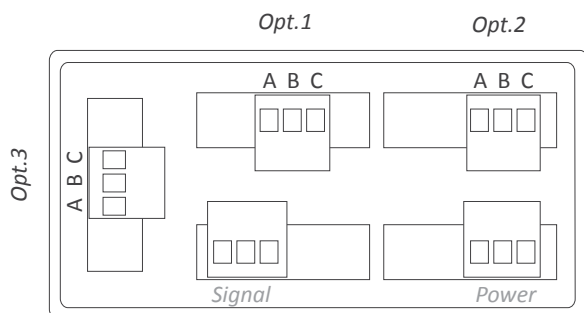 Opt.1
Opt.2
A B C
A B C
Opt.3
A B C
Signal
Power